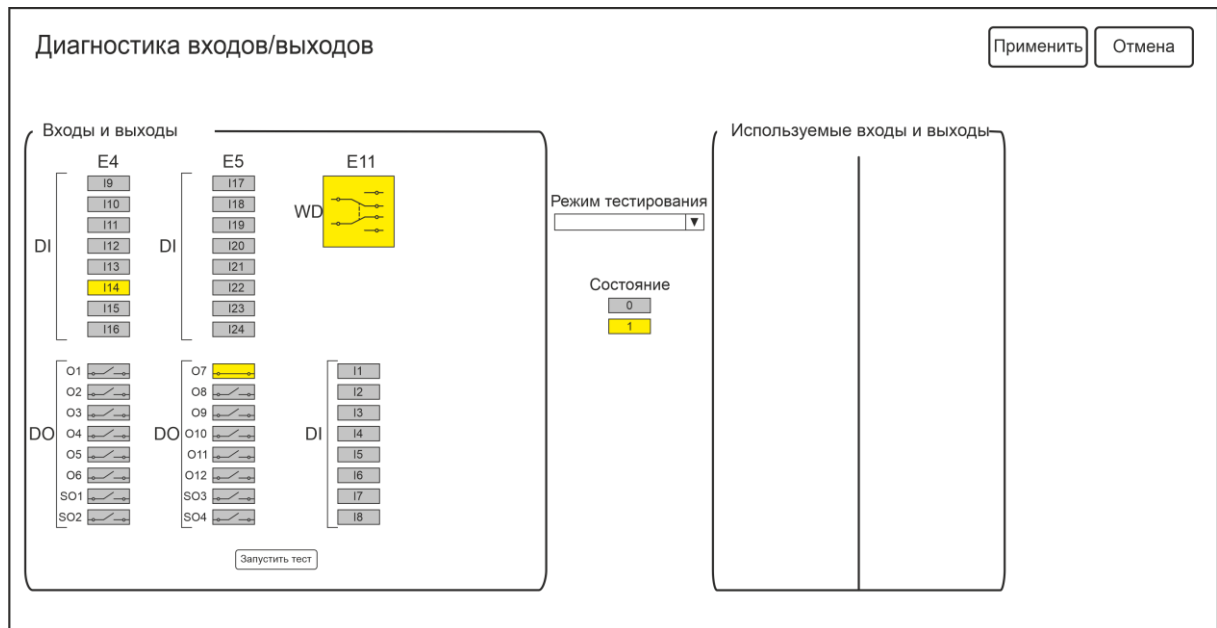 Диагностика входов/выходов
Применить
Отмена
Входы и выходы
E4
E5
E11
DI
I9
I10
I11
I12
I13
I14
I15
I16
DI
I17
I18
I19
I20
I21
I22
I23
I24
WD
DO
O1
O2
O3
O4
O5
O6
SO1
SO2
DO
O7
O8
O9
O10
O11
O12
SO3
SO4
DI
I1
I2
I3
I4
I5
I6
I7
I8
Запустить тест
Режим тестирования
Состояние
0
1
Используемые входы и выходы